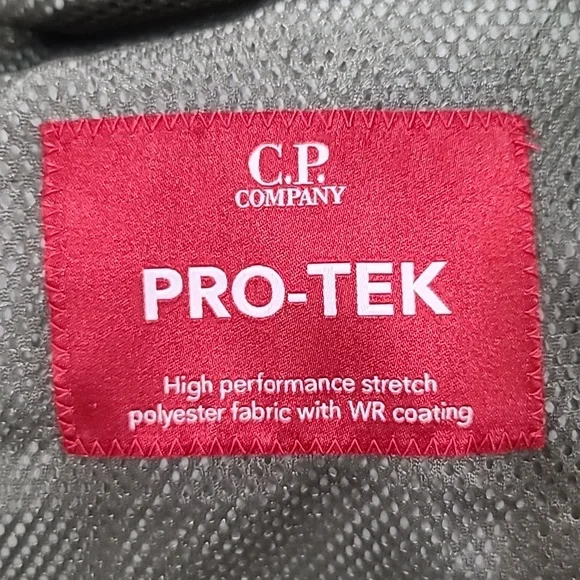 C.P.
COMPANY
PRO-TEK
High performance stretch
polyester fabric with WR coating